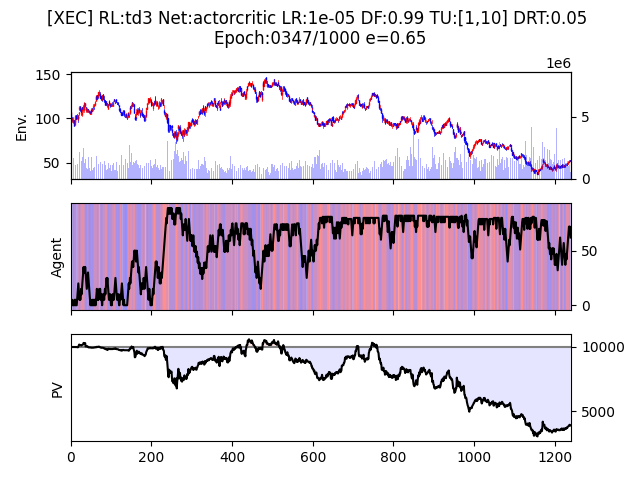 [XEC] RL:td3 Net:actorcritic LR:1e-05 DF:0.99 TU:[1,10] DRT:0.05
Epoch:0347/1000 e=0.65
1e6
150
100
50
Env.
5
0
Agent
50
0
PV
10000
5000
0
200
400
600
800
1000
1200